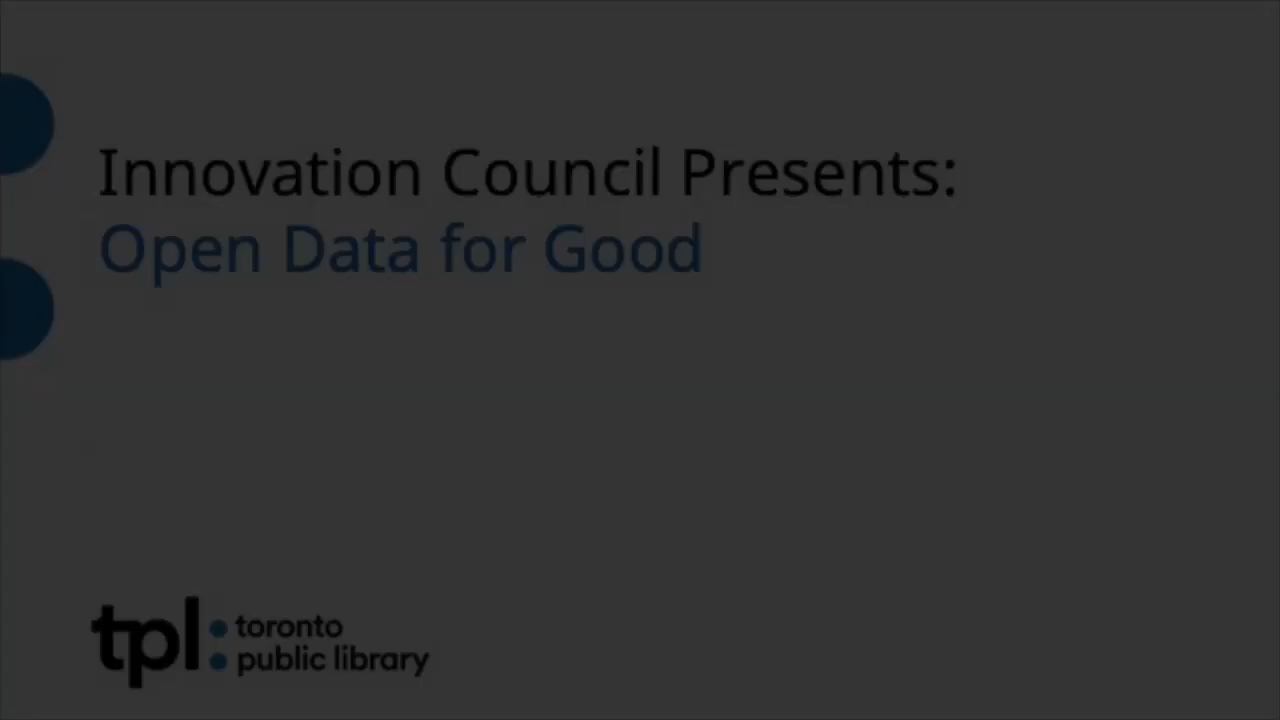 Innovation Council Presents:
Open Data for Good
tpl: toronto
public library